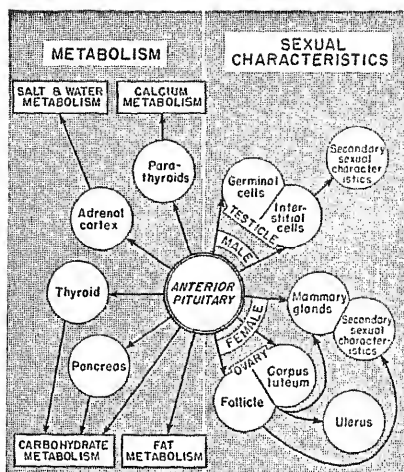 METABOLISM
SEXUAL
CHARACTERISTICS
SALT & WATER
METABOLISM
CALCIUM
METABOLISM
Para-
thyroids
Adrenal
cortex
Thyroid
Pancreas
CARBOHYDRATE
METABOLISM
FAT
METABOLISM
ANTERIOR
PITUITARY
Germinal
cells
Inter-
stitial
cells
TESTICLE
MALE
Secondary
sexual
character-
istics
FEMALE
OVARY
Mammary
glands
Secondary
sexual
character-
istics
Corpus
luteum
Follicle
Uterus